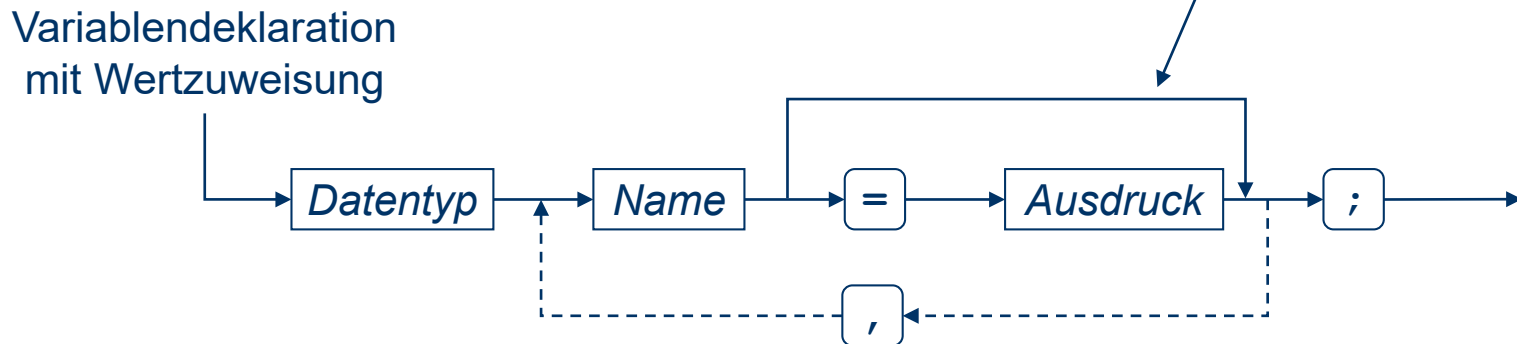 Variablendeklaration
mit Wertzuweisung
Datentyp Name = Ausdruck ;
,